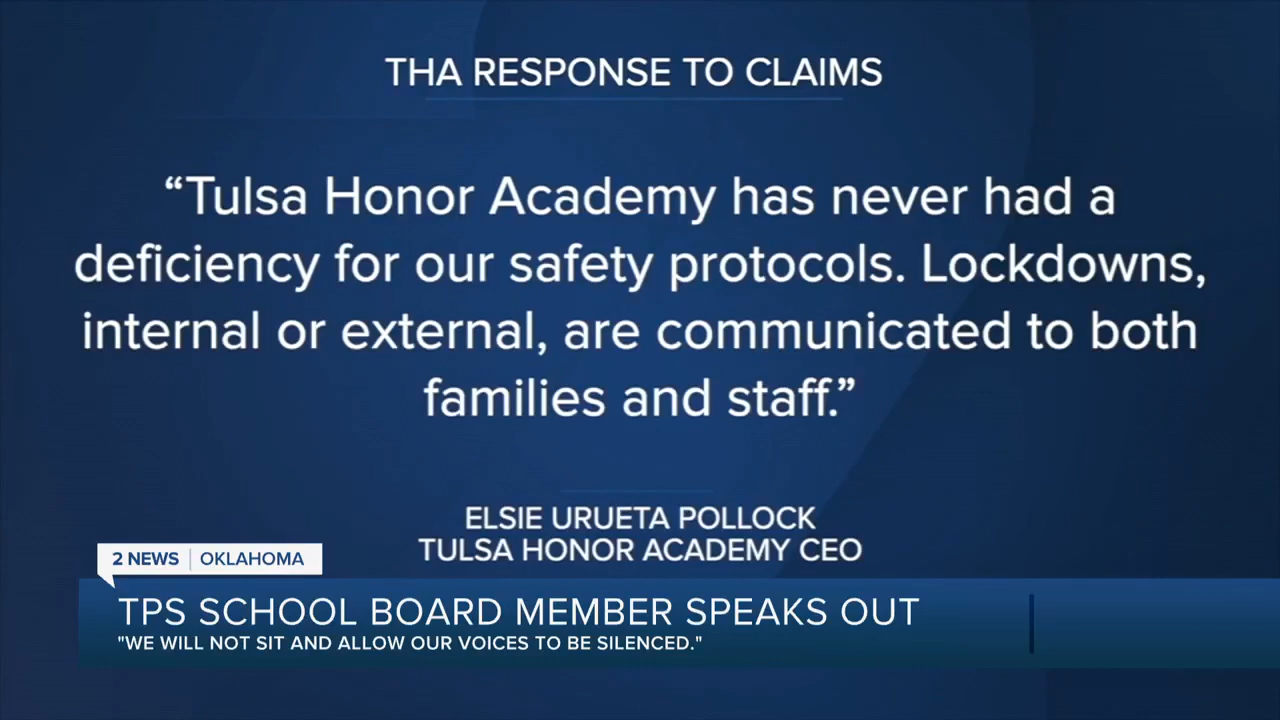 THA RESPONSE TO CLAIMS
“Tulsa Honor Academy has never had a
deficiency for our safety protocols. Lockdowns,
internal or external, are communicated to both
families and staff.”
ELSIE URUETA POLLOCK
TULSA HONOR ACADEMY CEO
2 NEWS | OKLAHOMA
TPS SCHOOL BOARD MEMBER SPEAKS OUT
"WE WILL NOT SIT AND ALLOW OUR VOICES TO BE SILENCED."